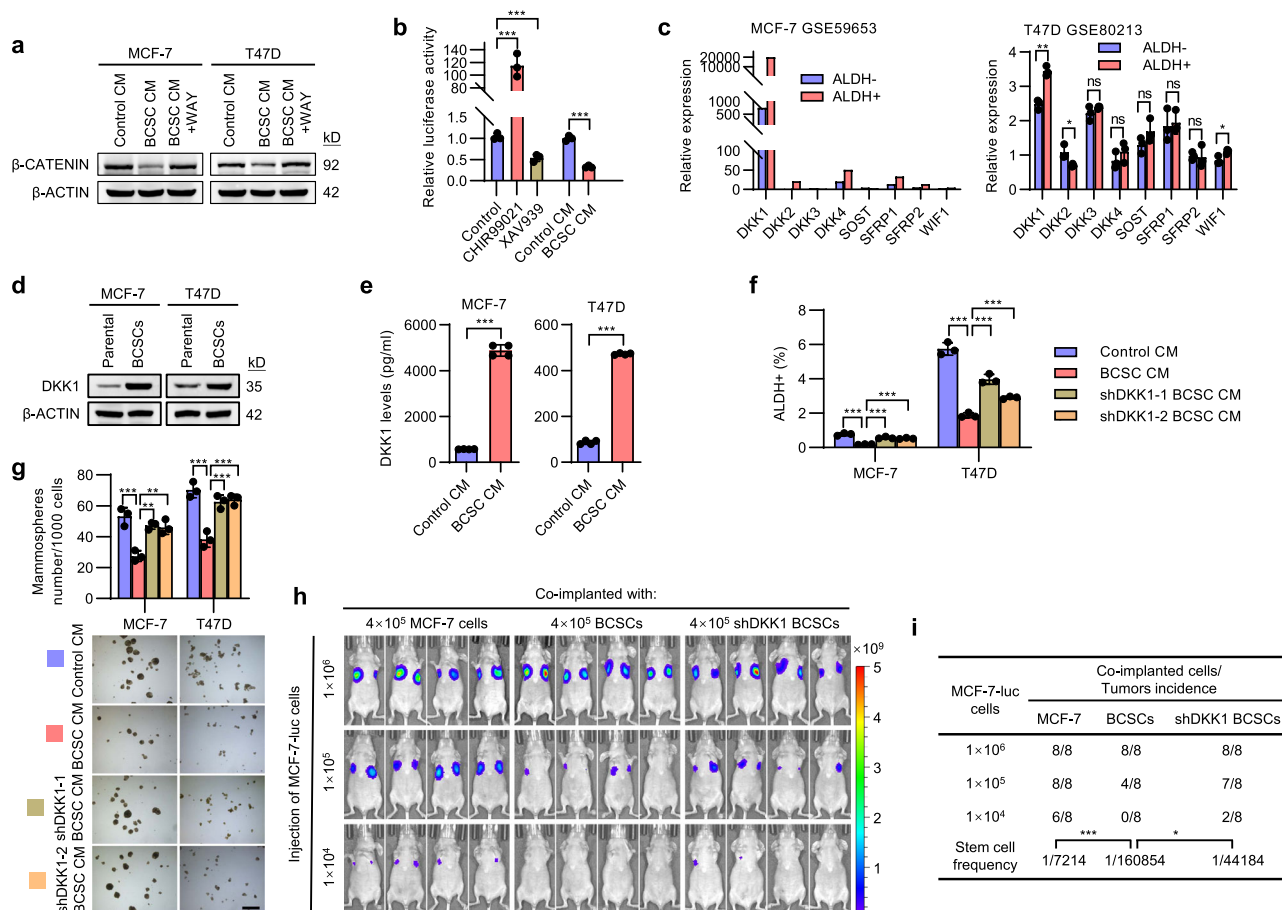 a
MCF-7
T47D
Control CM
BCSC CM
BCSC CM
+WAY
Control CM
BCSC CM
BCSC CM
+WAY
kD
β-CATENIN
92
β-ACTIN
42
b
Relative luciferase activity
140
120
100
80
1.5
1.0
0.5
0.0
***
***
***
Control
CHIR99021
XAV939
Control CM
BCSC CM
c
MCF-7 GSE59653
Relative expression
20000
10000
1000
500
50
0
ALDH-
ALDH+
DKK1
DKK2
DKK3
DKK4
SOST
SFRP1
SFRP2
WIF1
T47D GSE80213
Relative expression
4
3
2
1
0
ALDH-
ALDH+
**
*
ns
ns
ns
ns
ns
*
DKK1
DKK2
DKK3
DKK4
SOST
SFRP1
SFRP2
WIF1
d
MCF-7
T47D
Parental
BCSCs
Parental
BCSCs
kD
DKK1
35
β-ACTIN
42
e
MCF-7
T47D
DKK1 levels (pg/ml)
6000
4000
2000
0
***
Control CM
BCSC CM
600
400
200
0
***
Control CM
BCSC CM
f
ALDH+ (%)
6
4
2
0
***
***
***
***
***
***
MCF-7
T47D
Control CM
BCSC CM
shDKK1-1 BCSC CM
shDKK1-2 BCSC CM
g
Mammospheres
number/1000 cells
80
60
40
20
0
***
**
**
***
***
***
MCF-7
T47D
Control CM
BCSC CM
shDKK1-1
BCSC CM
shDKK1-2
BCSC CM
h
Co-implanted with:
4×10⁵ MCF-7 cells
4×10⁵ BCSCs
4×10⁵ shDKK1 BCSCs
Injection of MCF-7-luc cells
1×10⁶
1×10⁵
1×10⁴
×10⁹
5
4
3
2
1
i
MCF-7-luc
cells
Co-implanted cells/
Tumors incidence
MCF-7
BCSCs
shDKK1 BCSCs
1×10⁶
8/8
8/8
8/8
1×10⁵
8/8
4/8
7/8
1×10⁴
6/8
0/8
2/8
Stem cell
frequency
***
*
1/7214
1/160854
1/44184